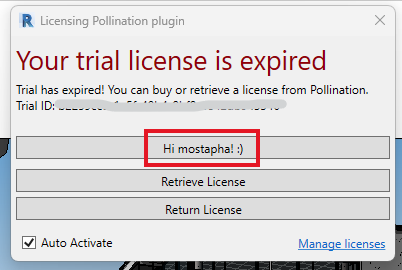 Licensing Pollination plugin
Your trial license is expired
Trial has expired! You can buy or retrieve a license from Pollination.
Trial ID:
Hi mostapha! :)
Retrieve License
Return License
Auto Activate
Manage licenses